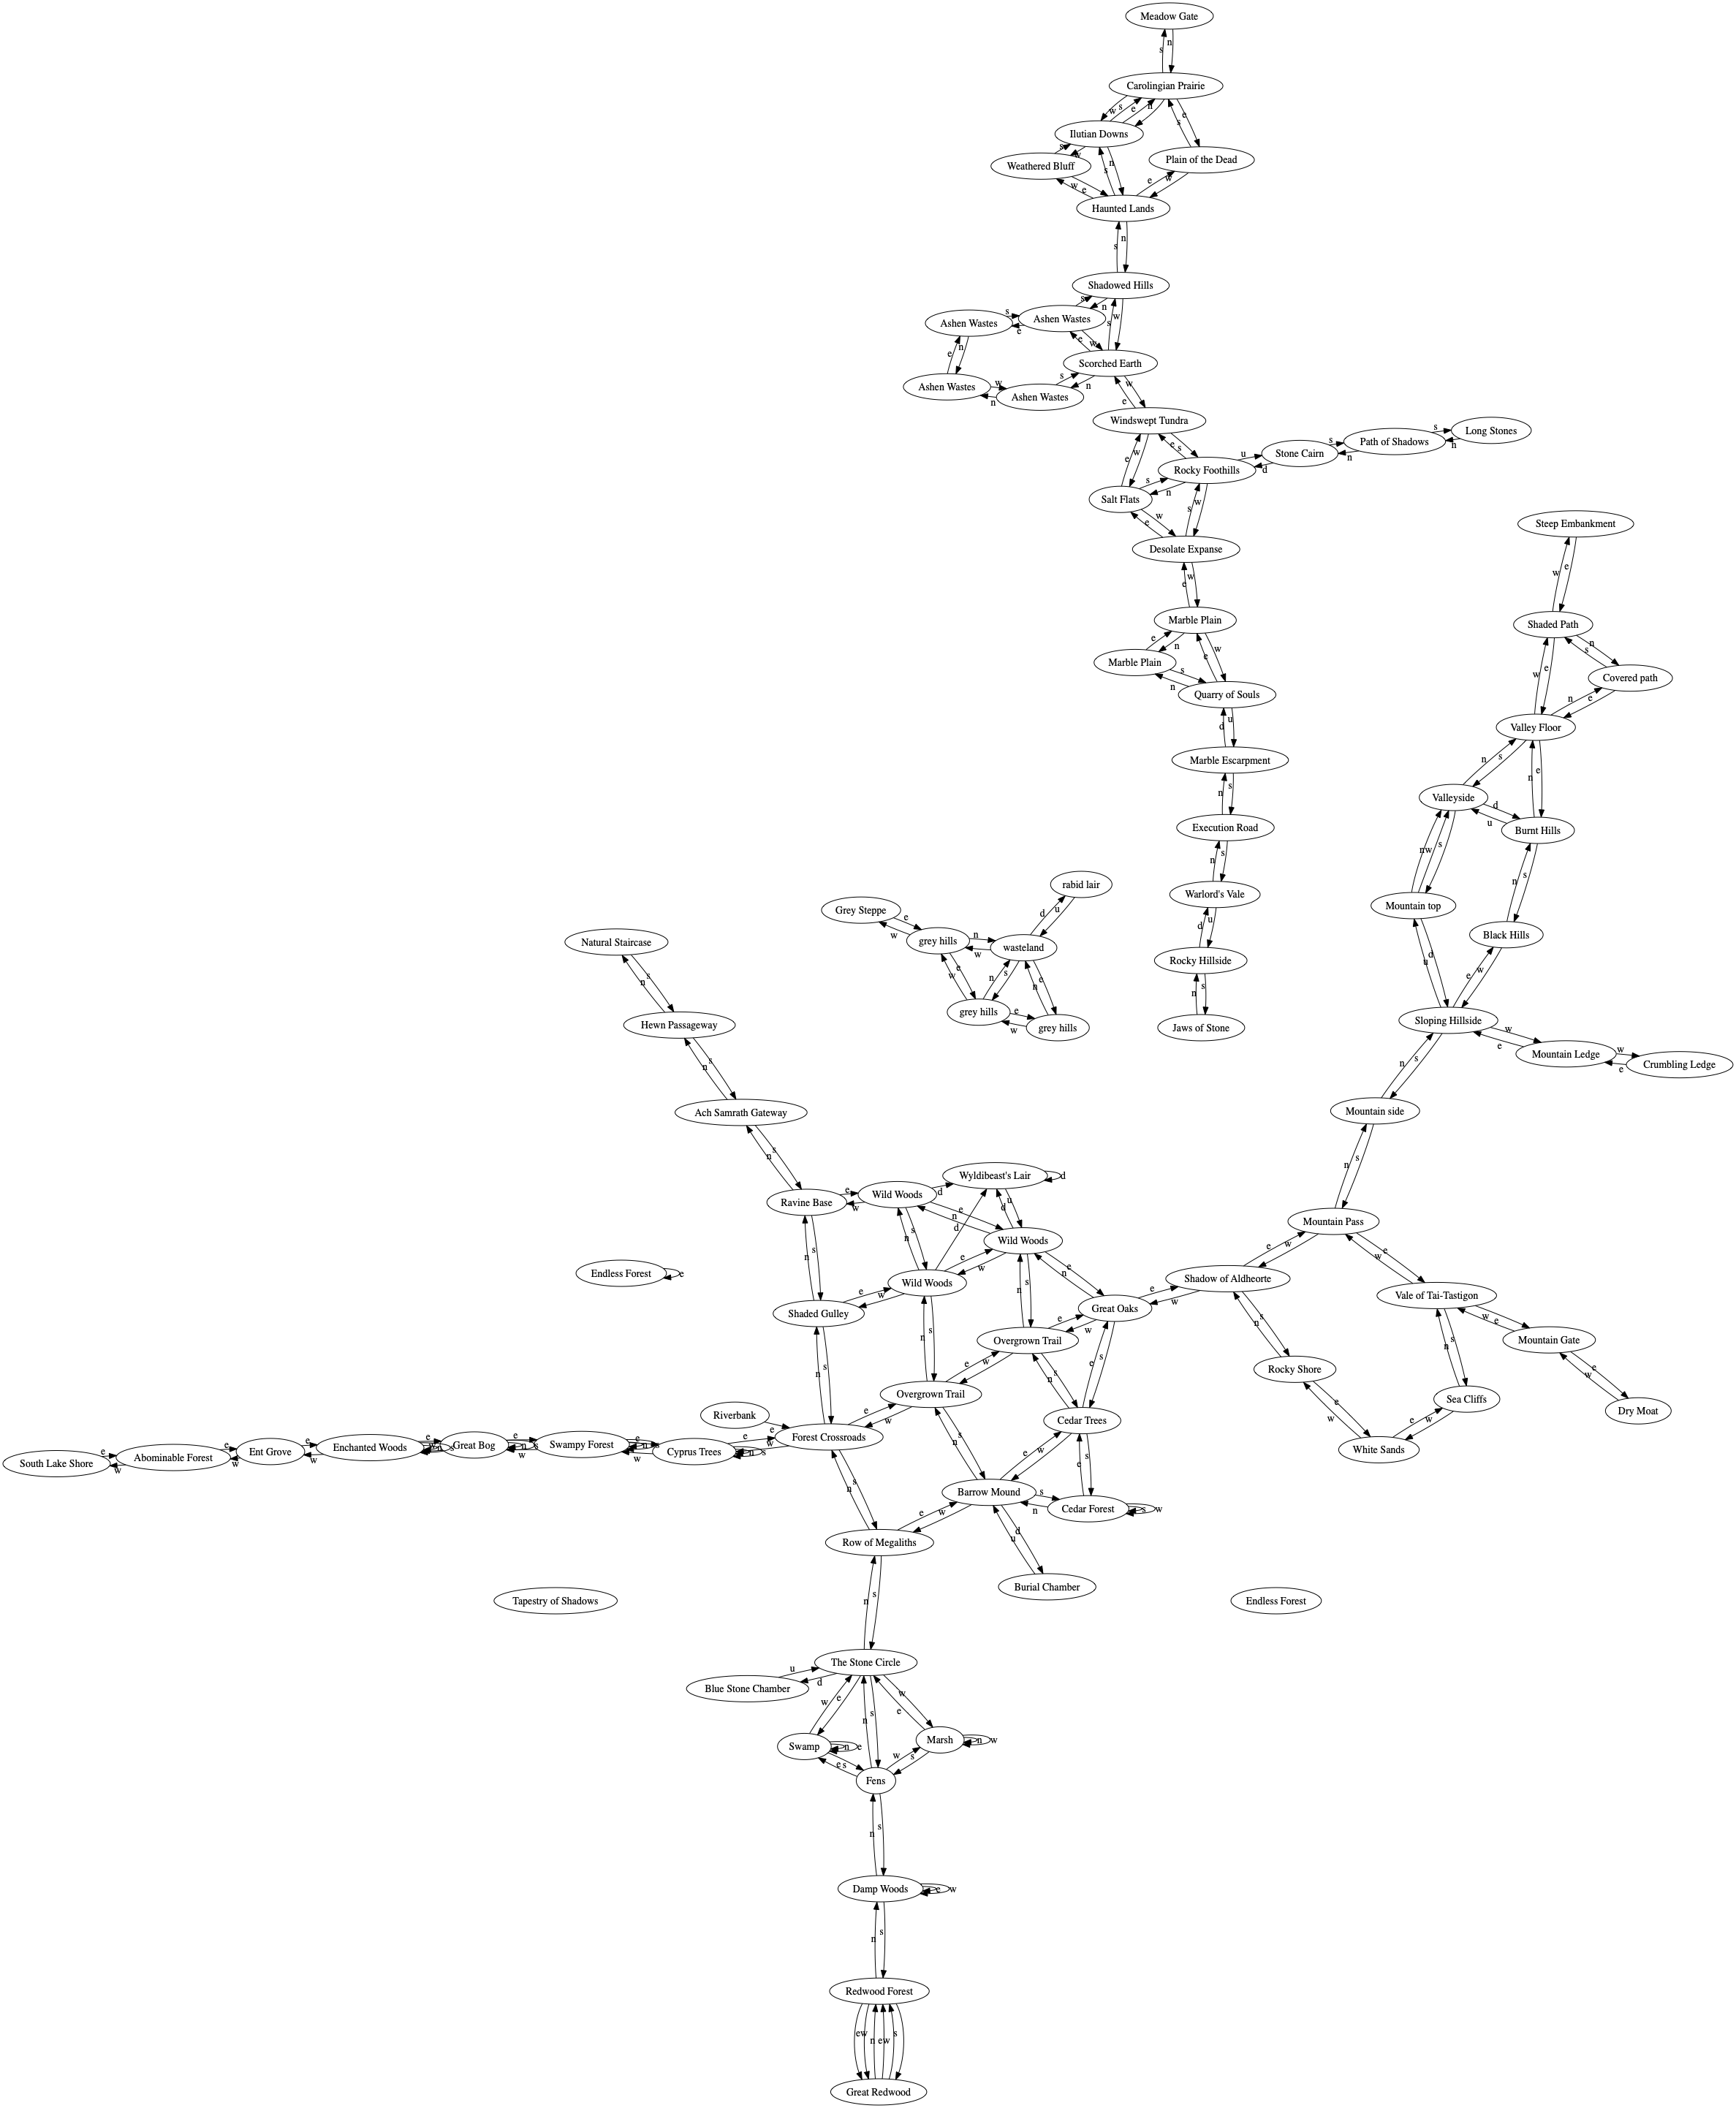 Meadow Gate
s n
Carolingian Prairie
w s e n
s e
Ilutian Downs
Plain of the Dead
s w
Weathered Bluff
n s
w e
e w
Haunted Lands
s n
Shadowed Hills
s n
Ashen Wastes
s e
Ashen Wastes
s w
e w
e n
Scorched Earth
Ashen Wastes
w n
s n
Ashen Wastes
w e
Windswept Tundra
Long Stones
s n
Path of Shadows
s n
Stone Cairn
u d
e s
e w
Rocky Foothills
s n
Salt Flats
s w
w e
Steep Embankment
Desolate Expanse
w e
e w
Marble Plain
Shaded Path
e n
w e
n s
Marble Plain
s n
Covered path
w e
n e
Quarry of Souls
Valley Floor
d u
n s
n e
Marble Escarpment
n s
Valleyside
d u
Execution Road
Burnt Hills
n s
n w s
n s
rabid lair
Warlord's Vale
Mountain top
Grey Steppe
e w
d u
d u
Black Hills
grey hills
n w
wasteland
Natural Staircase
Rocky Hillside
u d
e w
n s
w e
n s
n e
n s
grey hills
e w
grey hills
Jaws of Stone
Sloping Hillside
Hewn Passageway
w e
Mountain Ledge
w e
Crumbling Ledge
n s
n s
Ach Samrath Gateway
Mountain side
n s
n s
Wyldibeast's Lair
d
Wild Woods
d
e w
Ravine Base
d u
n e
d
Mountain Pass
n s
n s
Wild Woods
e w
w e
e w
Endless Forest
e
Wild Woods
Shadow of Aldheorte
Vale of Tai-Tastigon
e w
n e
e w
Great Oaks
Shaded Gulley
w e
n s
e w
Overgrown Trail
Mountain Gate
n s
n s
n s
Rocky Shore
w e
n s
e w
e s
n s
Overgrown Trail
w e
e w
Sea Cliffs
Dry Moat
Riverbank
e
e w
Cedar Trees
Forest Crossroads
White Sands
South Lake Shore
e w
Abominable Forest
e w
Ent Grove
e w
Enchanted Woods
e
Great Bog
e w n s
Swampy Forest
e w
Cyprus Trees
e w n s
n s
e w
e s
Barrow Mound
s n
Cedar Forest
s w
n s
e w
d u
Row of Megaliths
Burial Chamber
Tapestry of Shadows
Endless Forest
n s
The Stone Circle
u d
Blue Stone Chamber
w e
n s
w e
Swamp
n e
Marsh
n w
e s
w s
Fens
n s
Damp Woods
e w
n s
Redwood Forest
e w n e w s
Great Redwood